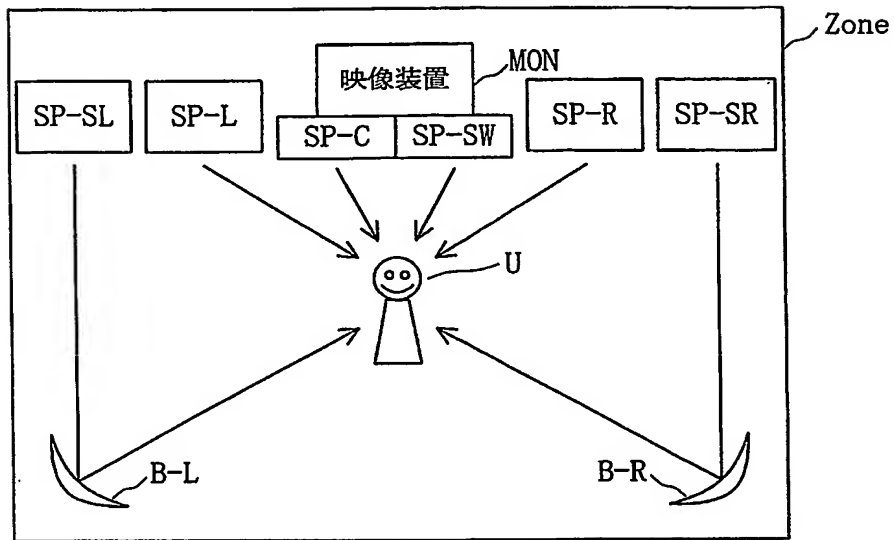 Zone
映像装置
MON
SP-SL
SP-L
SP-C
SP-SW
SP-R
SP-SR
U
B-L
B-R